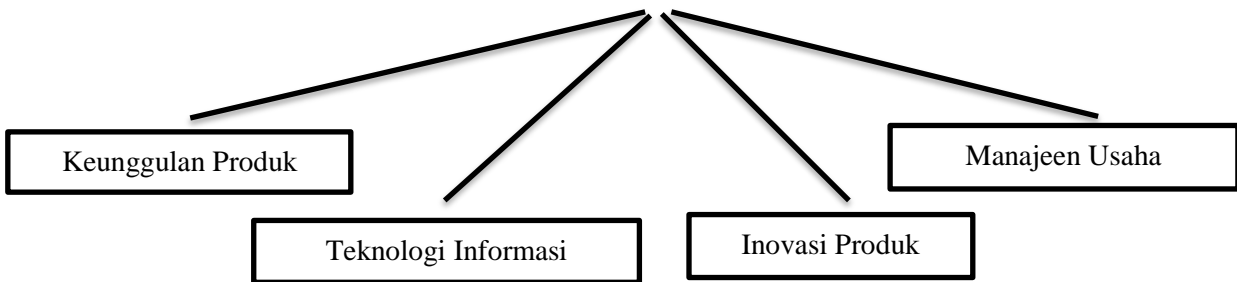 Keunggulan Produk
Manajeen Usaha
Teknologi Informasi
Inovasi Produk